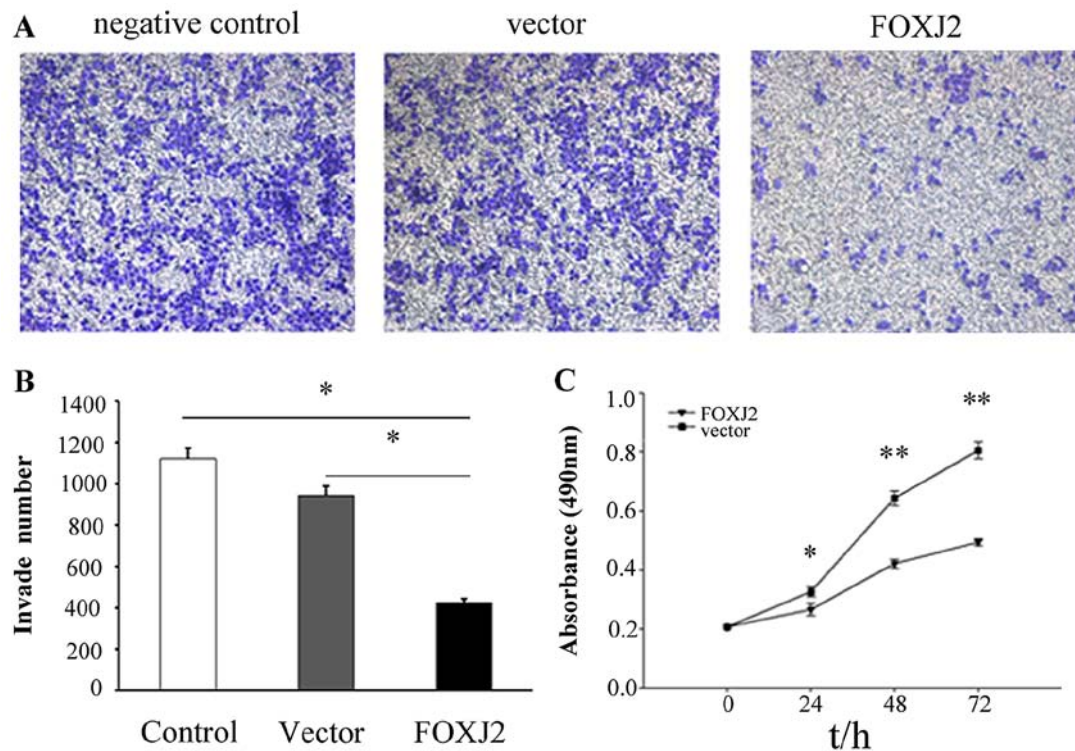 A negative control vector FOXJ2
B
*
*
1400
1200
1000
800
600
400
200
0
Invade number
Control Vector FOXJ2
C
FOXJ2
vector
*
**
**
1.0
0.8
0.6
0.4
0.2
0.0
Absorbance (490nm)
0 24 48 72
t/h